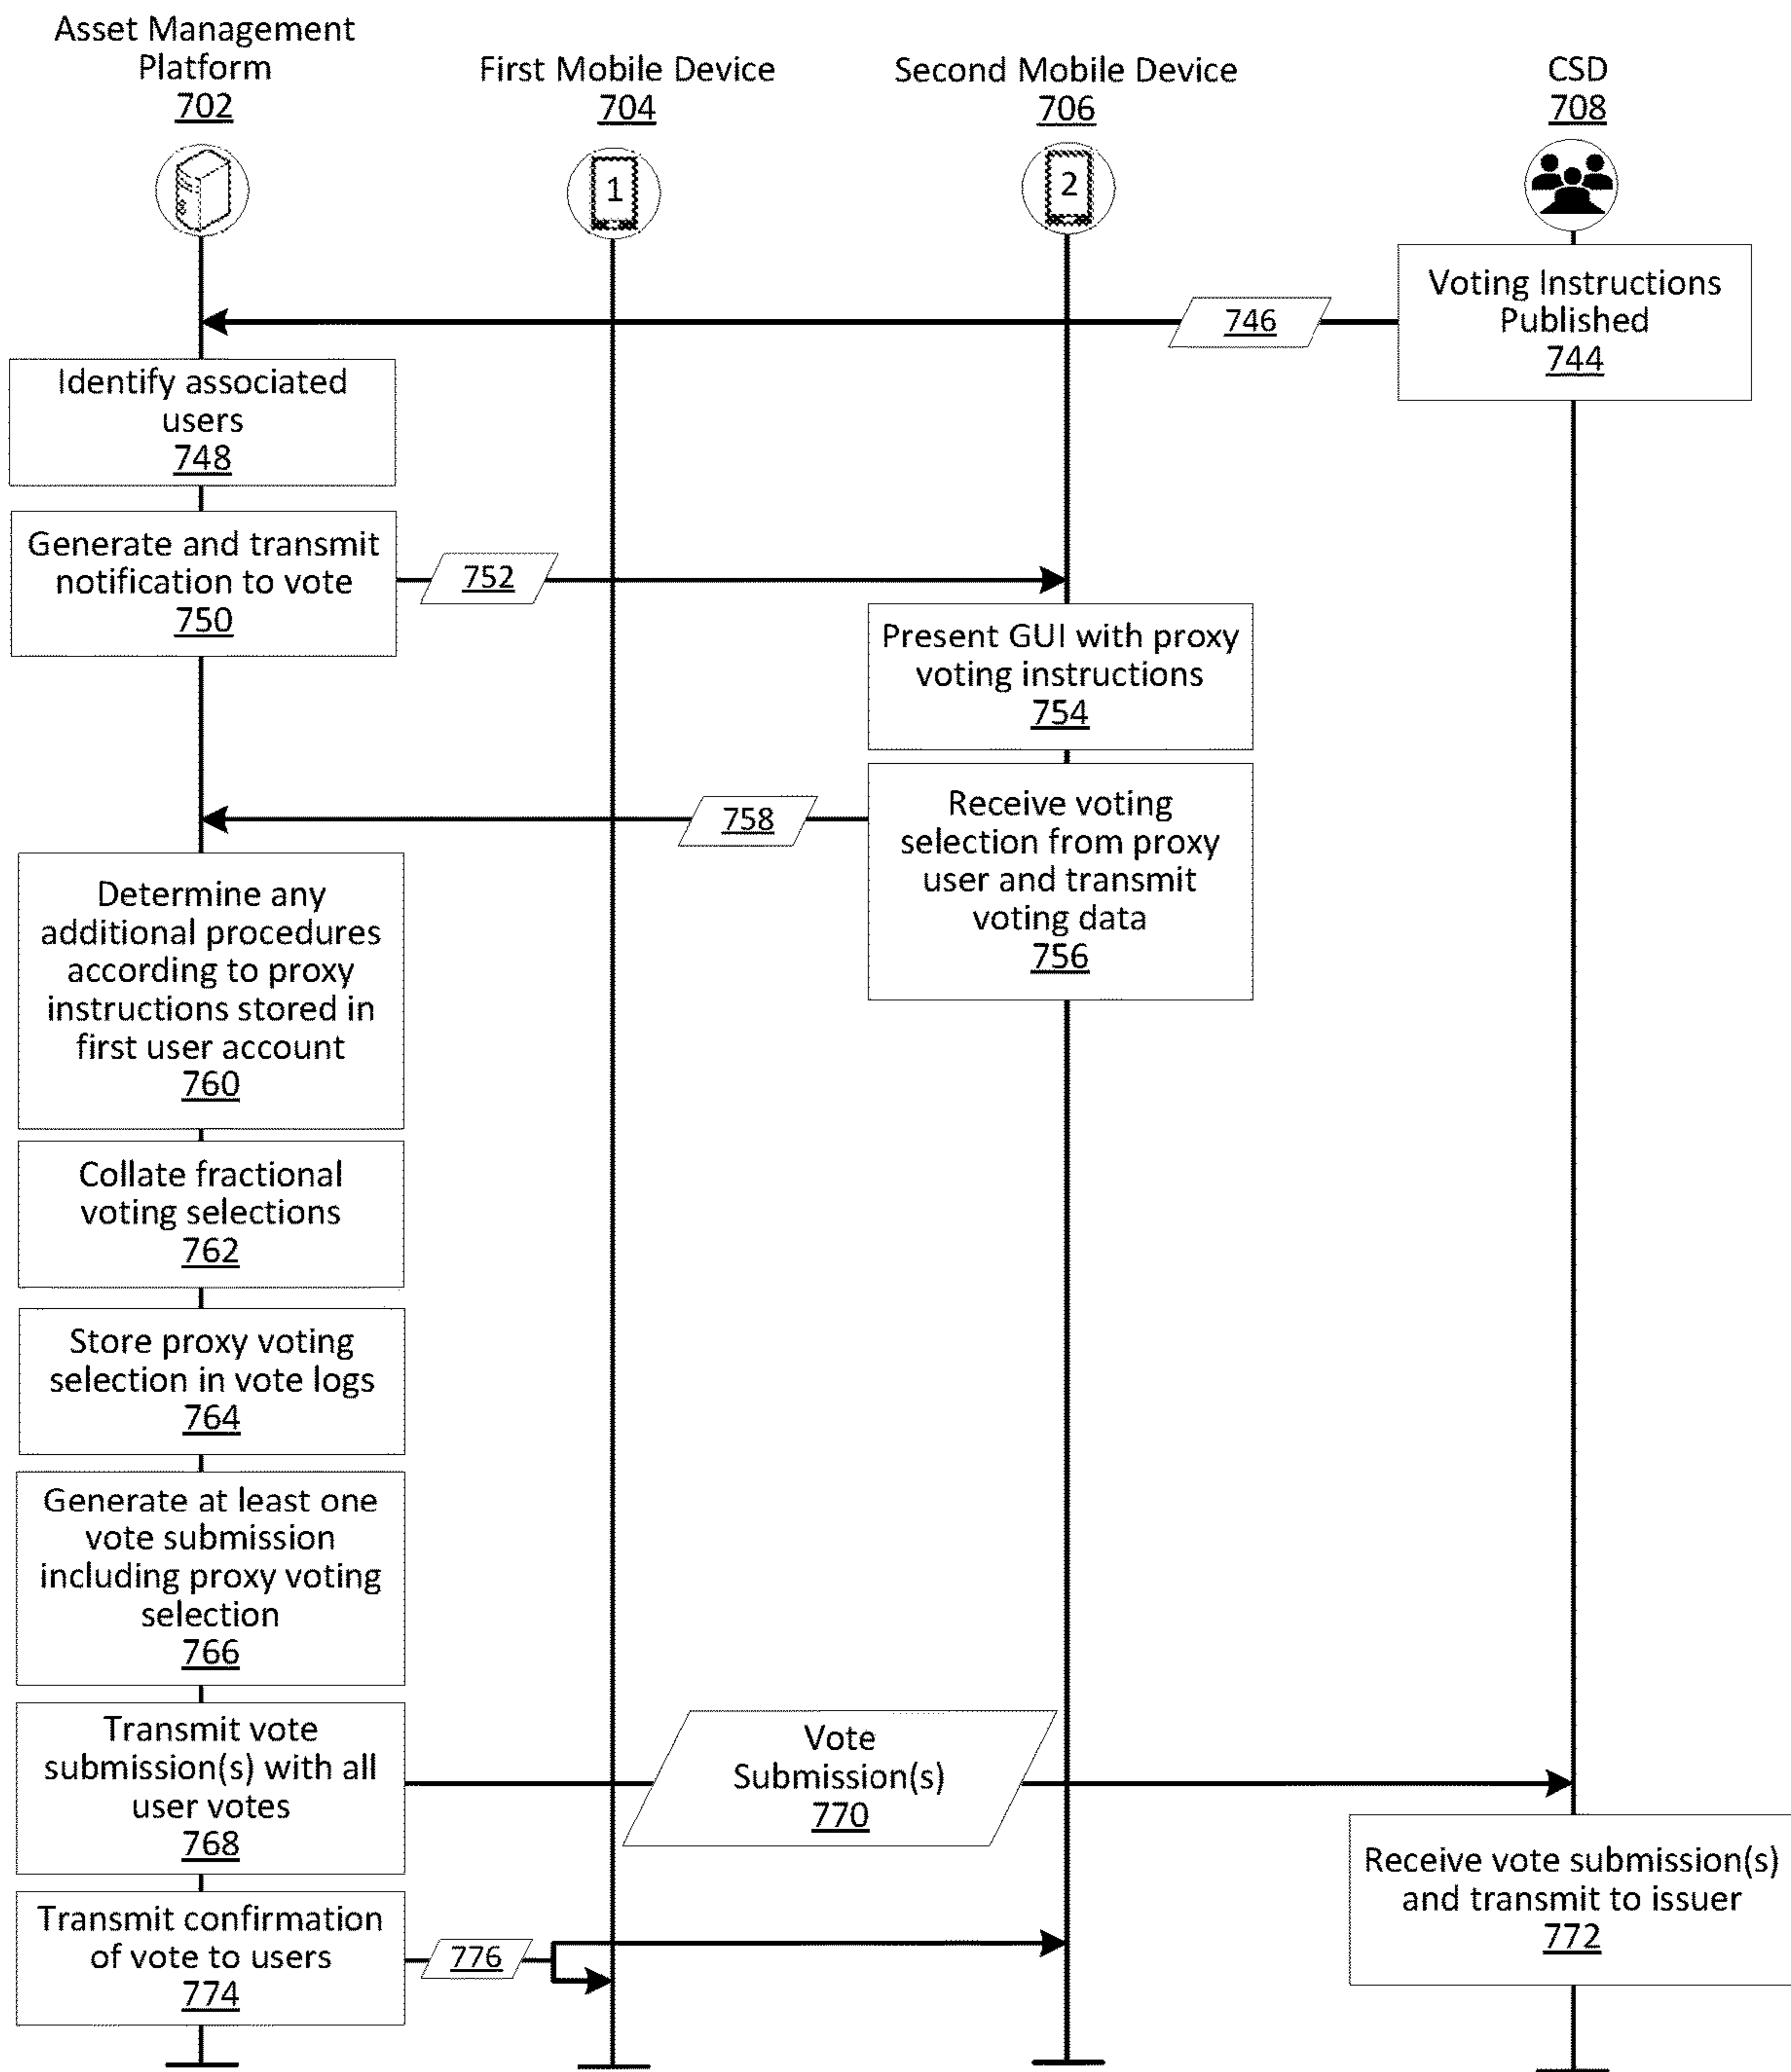 Asset Management
Platform
702
First Mobile Device
704
Second Mobile Device
706
CSD
708
1
2
Voting Instructions
Published
744
746
Identify associated
users
748
Generate and transmit
notification to vote
750
752
Present GUI with proxy
voting instructions
754
Receive voting
selection from proxy
user and transmit
voting data
756
758
Determine any
additional procedures
according to proxy
instructions stored in
first user account
760
Collate fractional
voting selections
762
Store proxy voting
selection in vote logs
764
Generate at least one
vote submission
including proxy voting
selection
766
Transmit vote
submission(s) with all
user votes
768
Vote
Submission(s)
770
Receive vote submission(s)
and transmit to issuer
772
Transmit confirmation
of vote to users
774
776